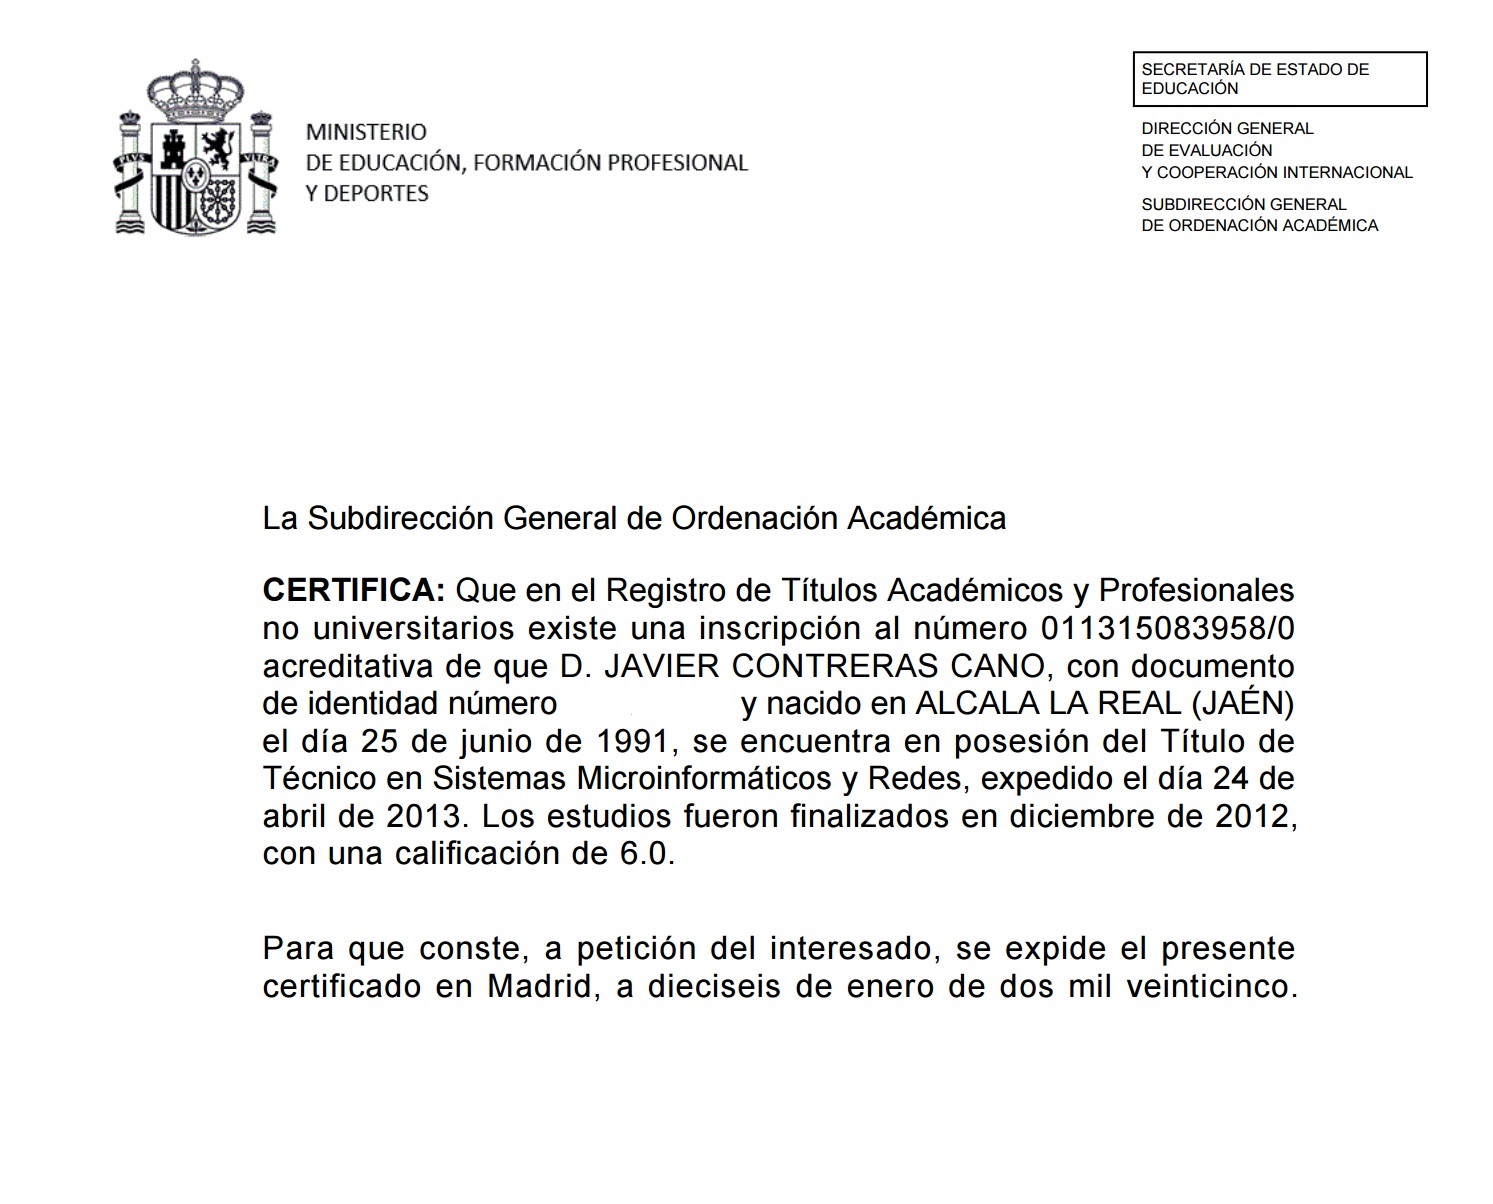 PLVS
VLTRA
MINISTERIO
DE EDUCACIÓN, FORMACIÓN PROFESIONAL
Y DEPORTES
SECRETARÍA DE ESTADO DE
EDUCACIÓN
DIRECCIÓN GENERAL
DE EVALUACIÓN
Y COOPERACIÓN INTERNACIONAL
SUBDIRECCIÓN GENERAL
DE ORDENACIÓN ACADÉMICA
La Subdirección General de Ordenación Académica
CERTIFICA: Que en el Registro de Títulos Académicos y Profesionales
no universitarios existe una inscripción al número 011315083958/0
acreditativa de que D. JAVIER CONTRERAS CANO, con documento
de identidad número y nacido en ALCALA LA REAL (JAÉN)
el día 25 de junio de 1991, se encuentra en posesión del Título de
Técnico en Sistemas Microinformáticos y Redes, expedido el día 24 de
abril de 2013. Los estudios fueron finalizados en diciembre de 2012,
con una calificación de 6.0.
Para que conste, a petición del interesado, se expide el presente
certificado en Madrid, a dieciseis de enero de dos mil veinticinco.